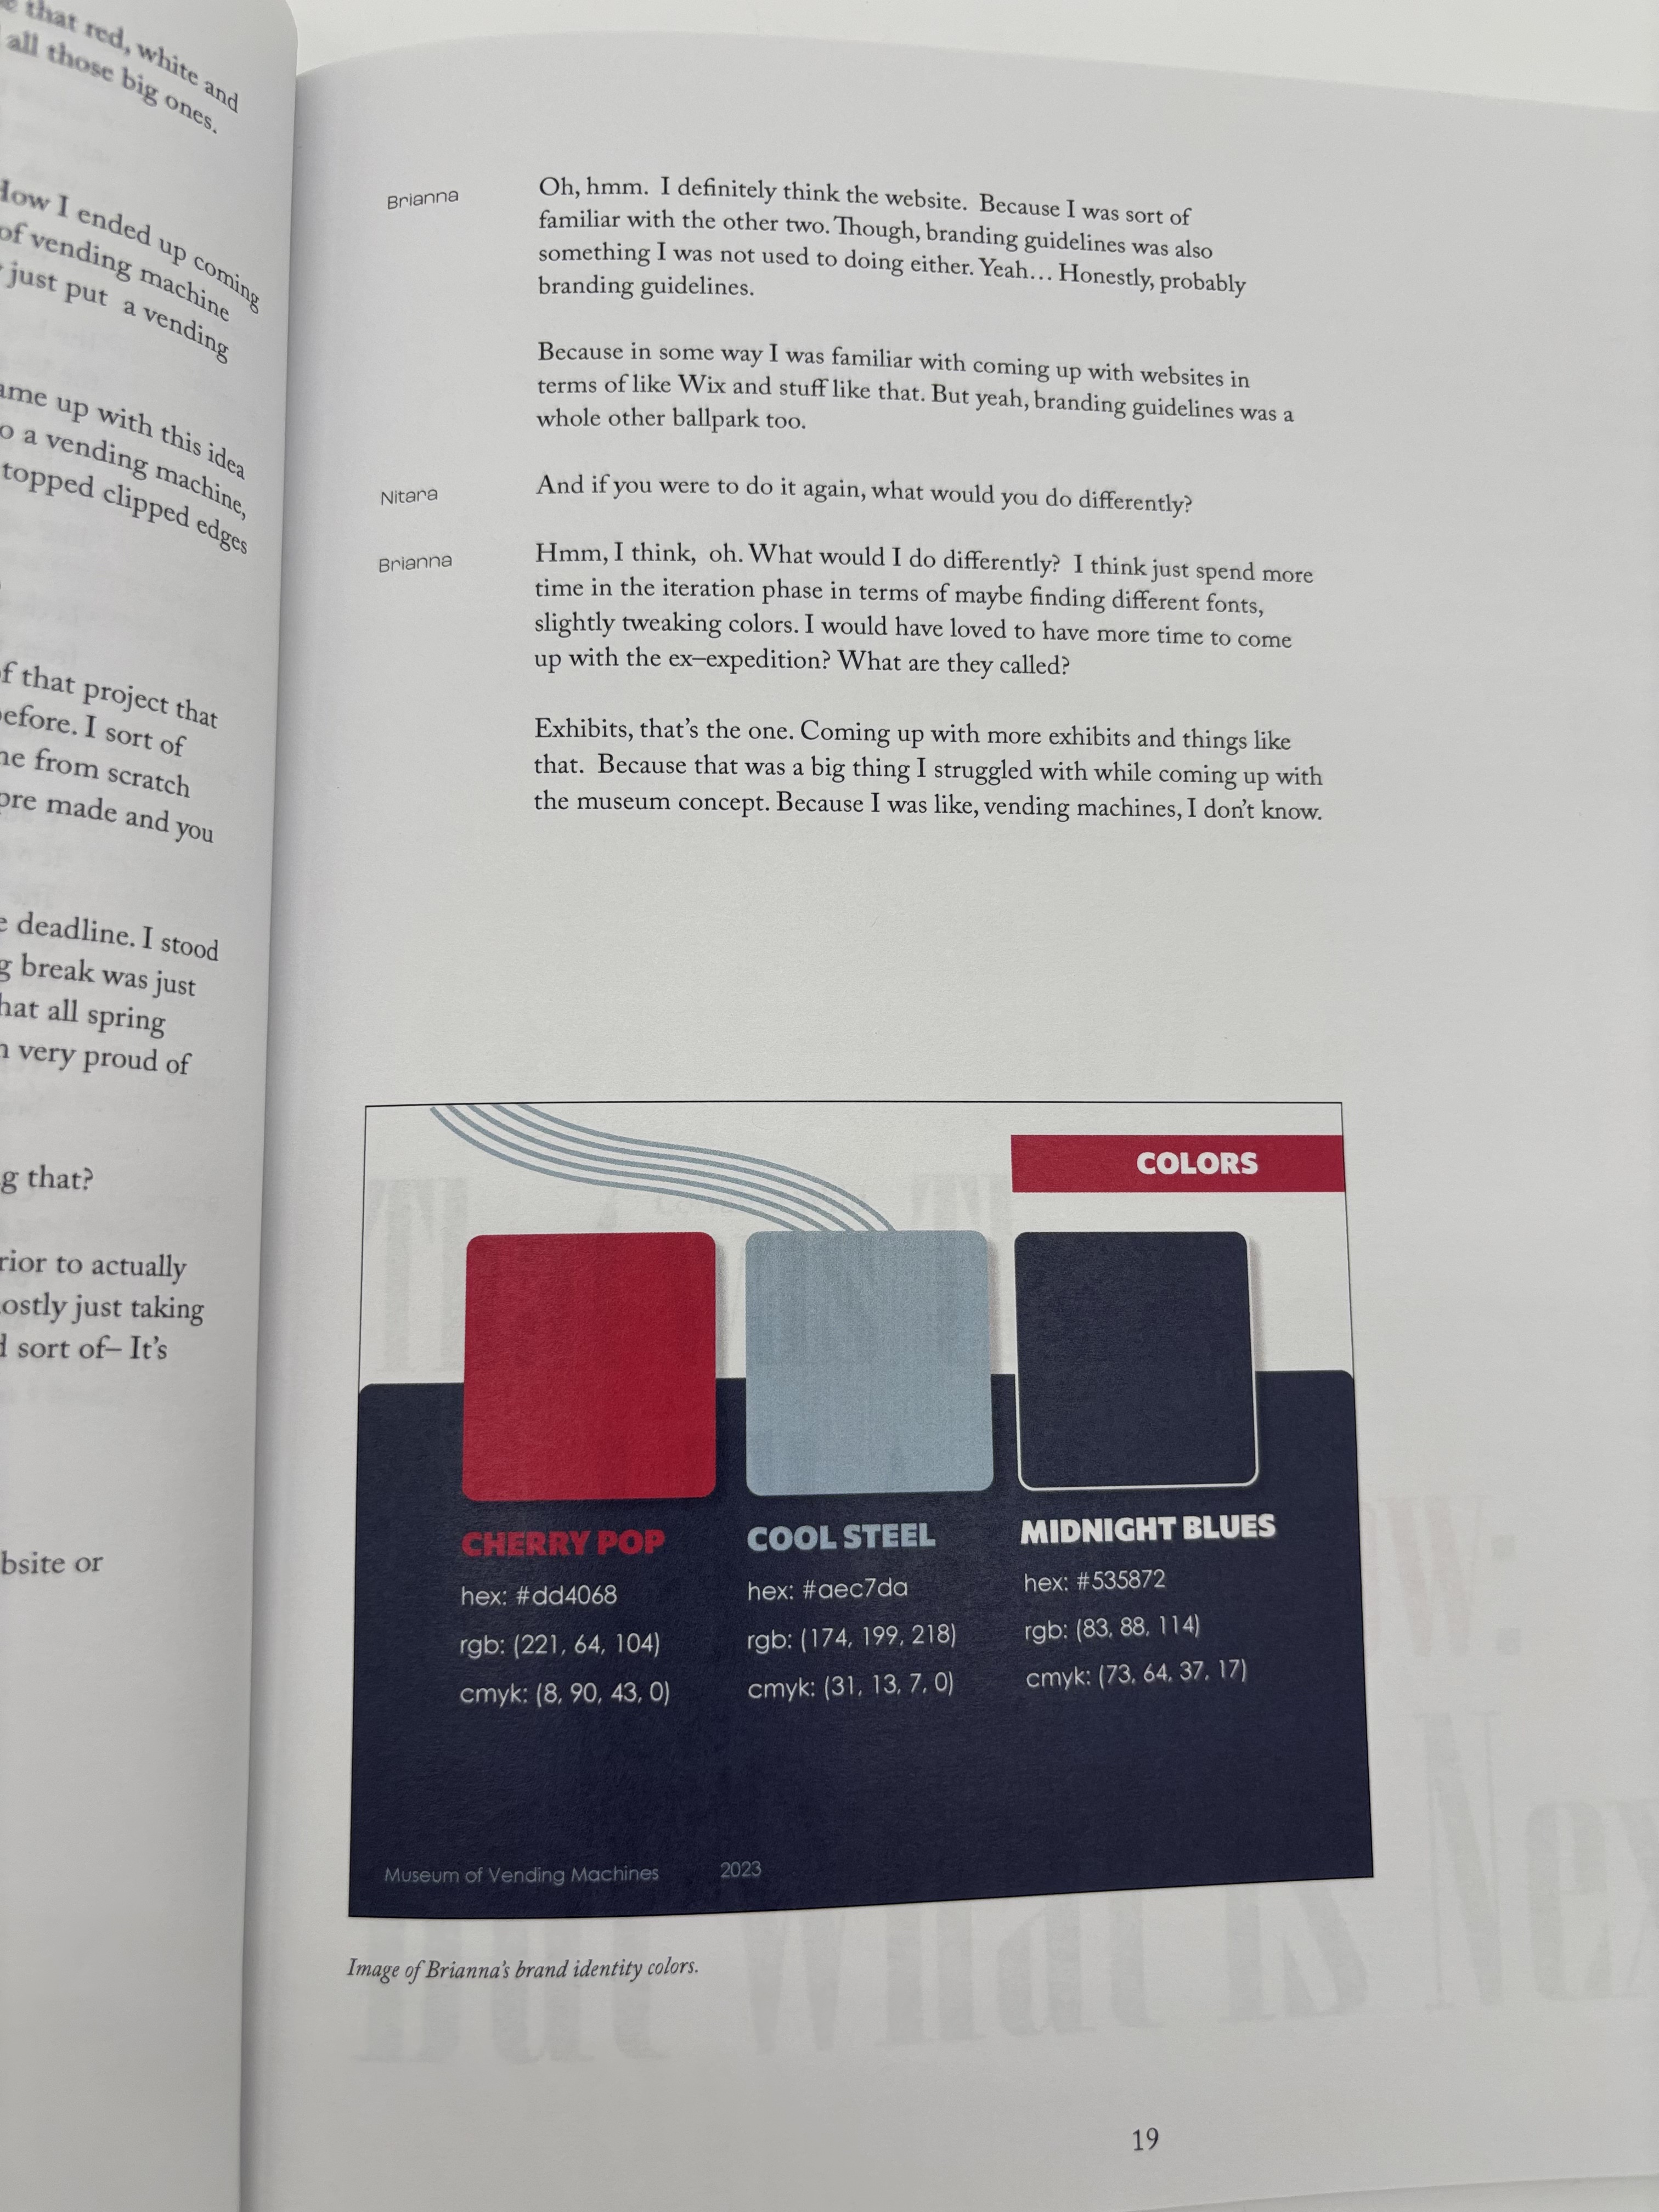 that red, white and
all those big ones.
How I ended up coming
of vending machine
just put a vending
came up with this idea
o a vending machine,
topped clipped edges
of that project that
before. I sort of
ne from scratch
ore made and you
deadline. I stood
g break was just
hat all spring
very proud of
g that?
rior to actually
ostly just taking
sort of– It’s
bsite or
Brianna
Oh, hmm. I definitely think the website. Because I was sort of
familiar with the other two. Though, branding guidelines was also
something I was not used to doing either. Yeah… Honestly, probably
branding guidelines.
Because in some way I was familiar with coming up with websites in
terms of like Wix and stuff like that. But yeah, branding guidelines was a
whole other ballpark too.
Nitara
And if you were to do it again, what would you do differently?
Brianna
Hmm, I think, oh. What would I do differently? I think just spend more
time in the iteration phase in terms of maybe finding different fonts,
slightly tweaking colors. I would have loved to have more time to come
up with the ex–expedition? What are they called?
Exhibits, that’s the one. Coming up with more exhibits and things like
that. Because that was a big thing I struggled with while coming up with
the museum concept. Because I was like, vending machines, I don’t know.
COLORS
CHERRY POP
hex: #dd4068
rgb: (221, 64, 104)
cmyk: (8, 90, 43, 0)
COOL STEEL
hex: #aec7da
rgb: (174, 199, 218)
cmyk: (31, 13, 7, 0)
MIDNIGHT BLUES
hex: #535872
rgb: (83, 88, 114)
cmyk: (73, 64, 37, 17)
Museum of Vending Machines 2023
Image of Brianna’s brand identity colors.
19